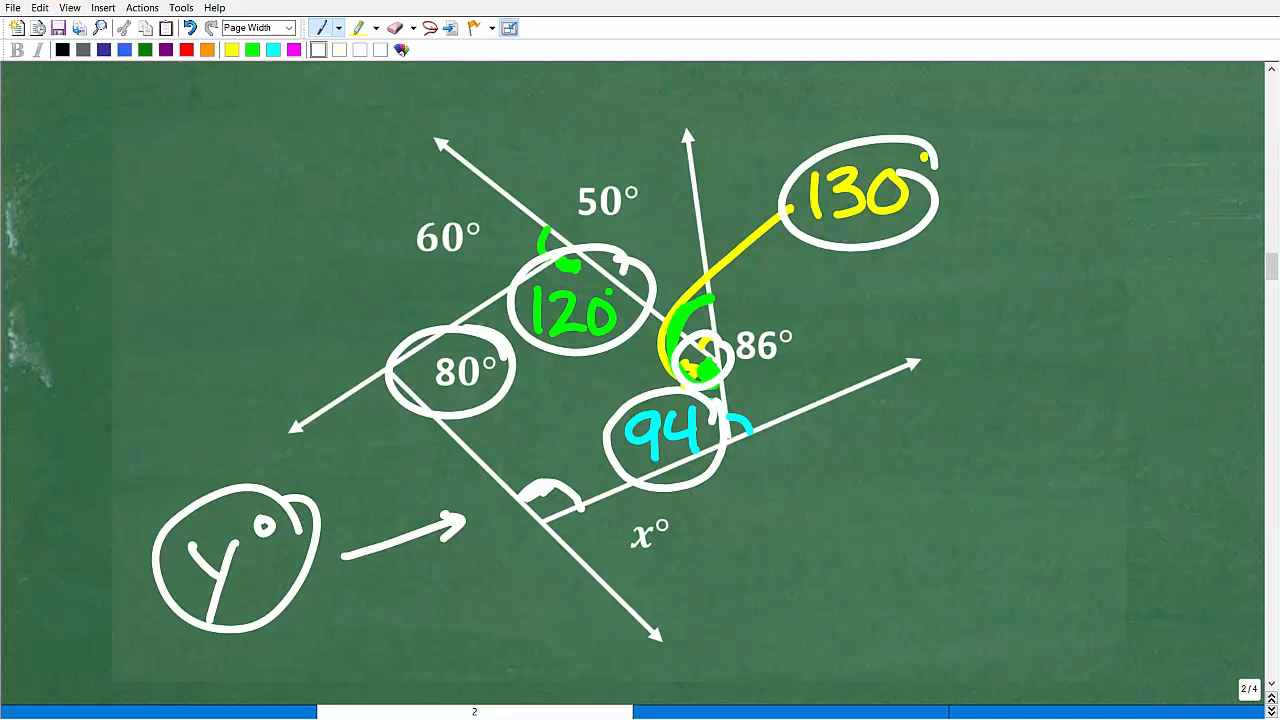 File Edit View Insert Actions Tools Help
Page Width
B I
50°
130°
60°
120°
86°
80°
94°
y°
x°
2/4
2